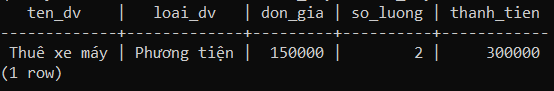 ten_dv | loai_dv | don_gia | so_luong | thanh_tien
-------------+-------------+---------+----------+------------
Thuê xe máy | Phương tiện | 150000 | 2 | 300000
(1 row)